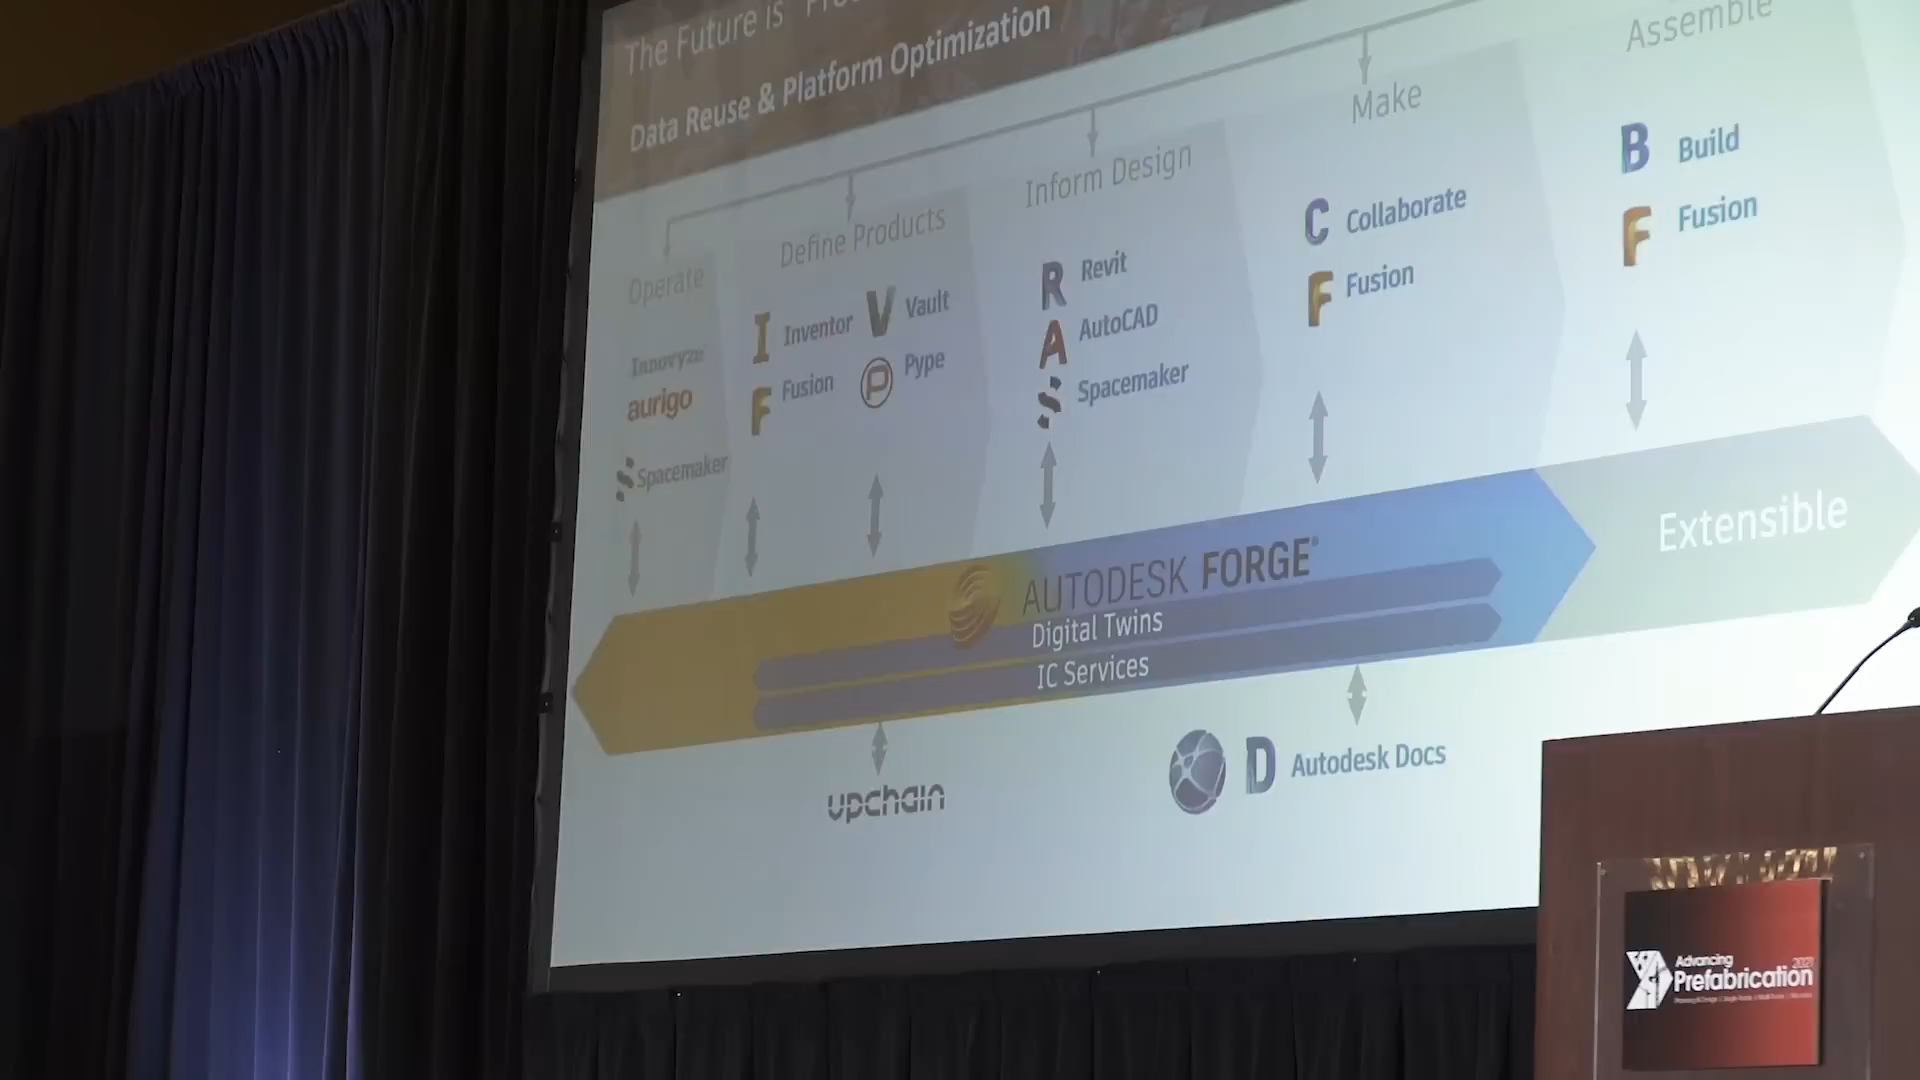 The Future is
Data Reuse & Platform Optimization
Operate
Innovyze
aurigo
Spacemaker
Define Products
Inventor
Fusion
Vault
Pype
Inform Design
Revit
AutoCAD
Spacemaker
Make
Collaborate
Fusion
Assemble
Build
Fusion
AUTODESK FORGE®
Digital Twins
IC Services
Extensible
upchain
Autodesk Docs
Advancing
Prefabrication
2021